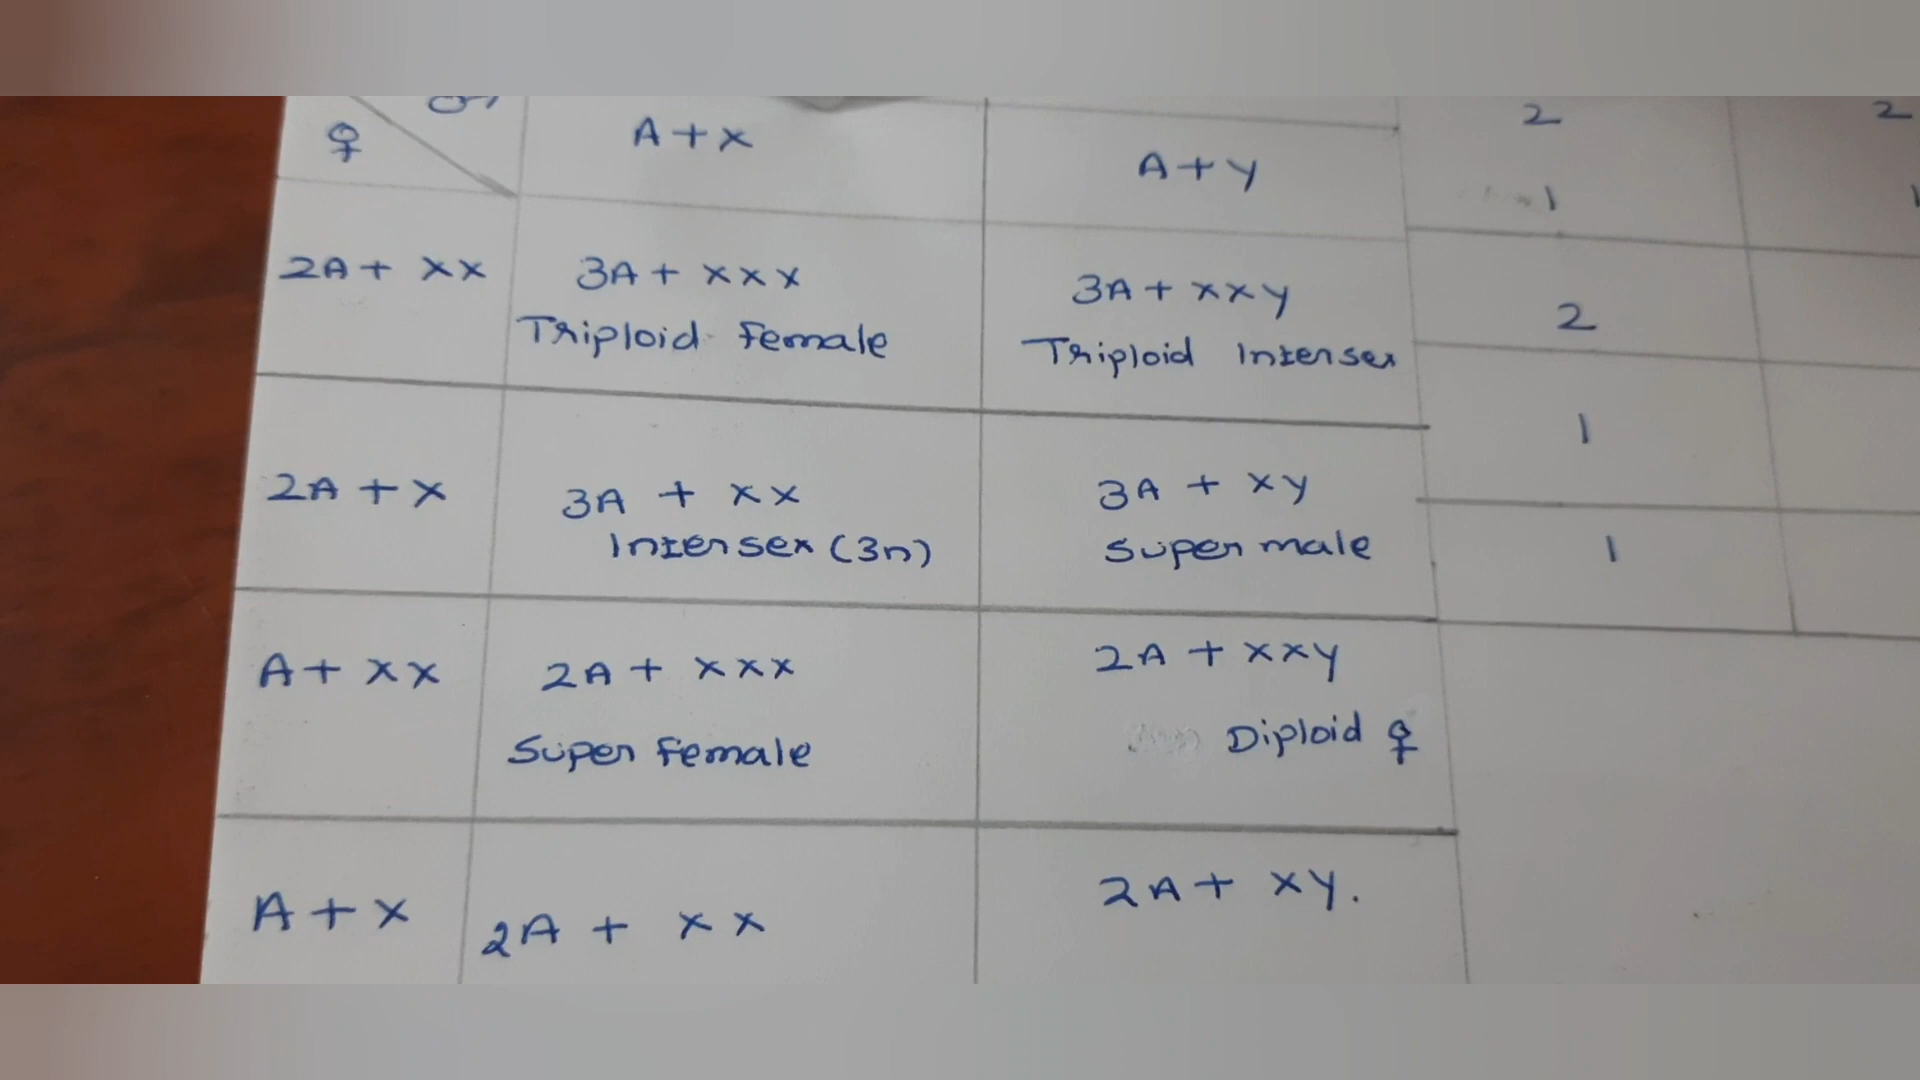 ♀ ♂
A + X
A + Y
2
2
1
1
2A + XX
3A + XXX
Triploid Female
3A + XXY
Triploid Intersex
2
1
2A + X
3A + XX
Intersex (3n)
3A + XY
Super male
1
A + XX
2A + XXX
Super Female
2A + XXY
Diploid ♀
A + X
2A + XX
2A + XY.